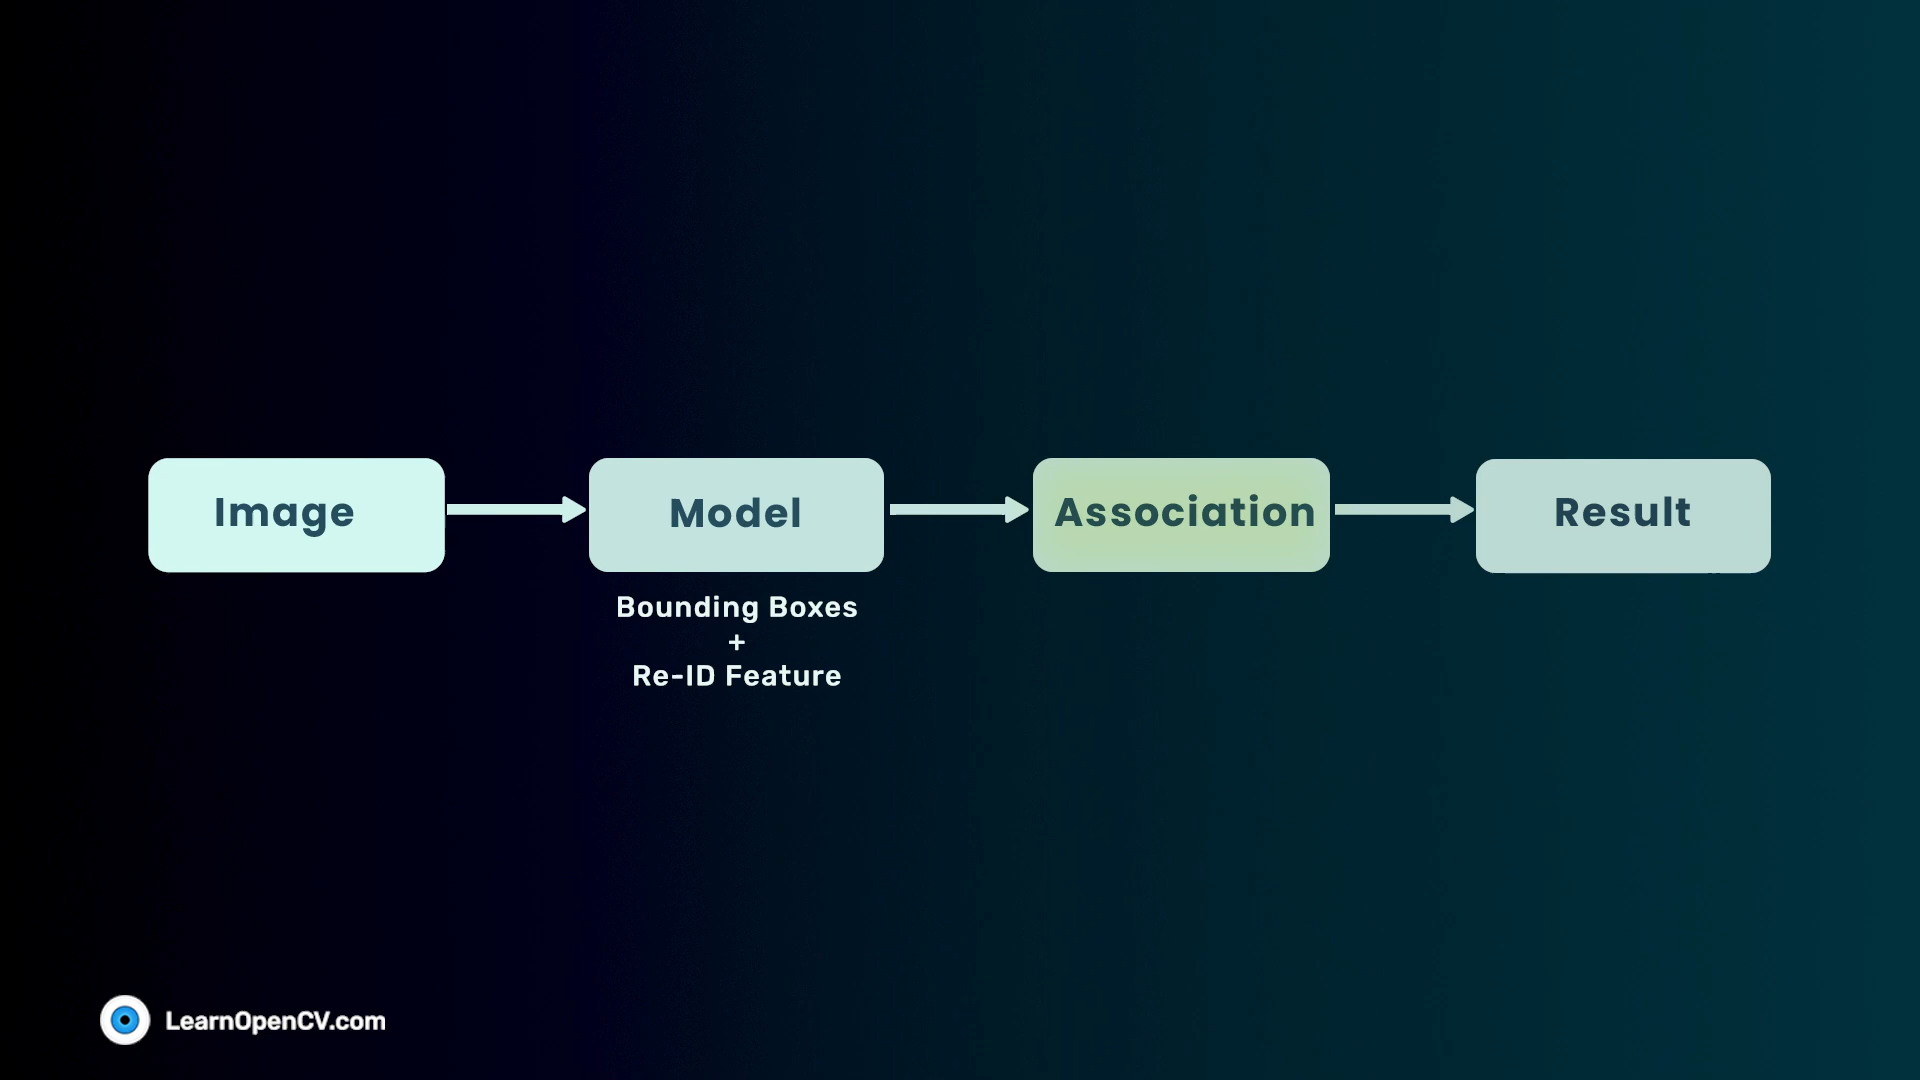 Image
Model
Association
Result
Bounding Boxes
+
Re-ID Feature
LearnOpenCV.com